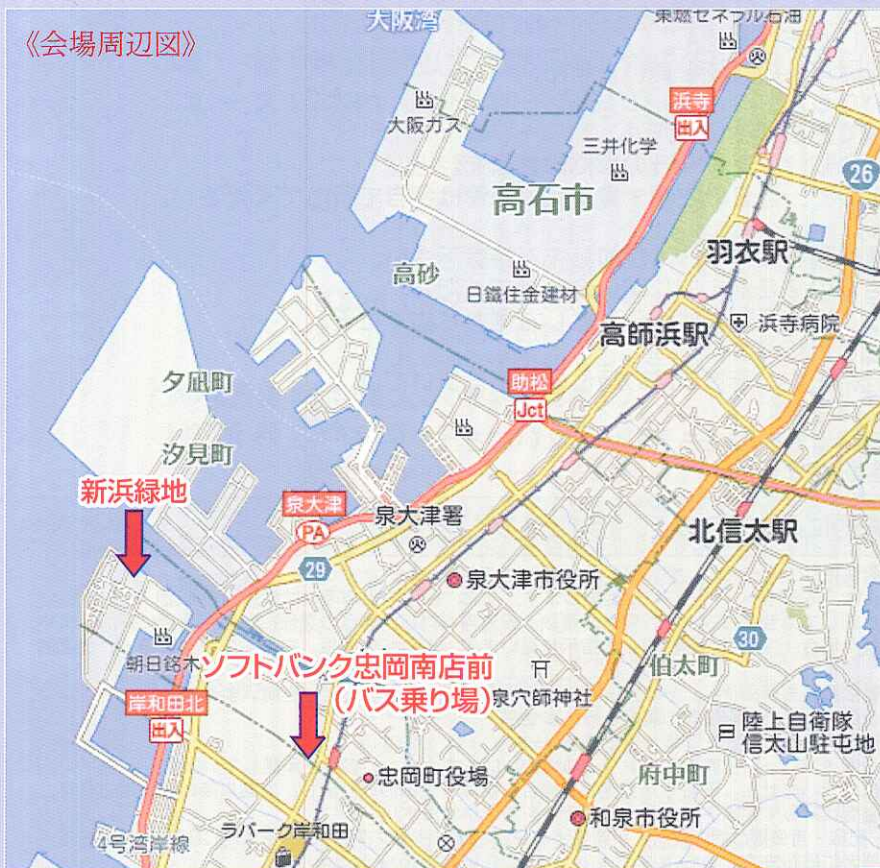 《会場周辺図》
大阪湾
東燃ゼネラル石油
浜寺
出入
大阪ガス
三井化学
26
高石市
羽衣駅
高砂
日鐵住金建材
高師浜駅
浜寺病院
夕凪町
助松
Jct
汐見町
新浜緑地
泉大津
PA
泉大津署
北信太駅
29
泉大津市役所
30
朝日銘木
ソフトバンク忠岡南店前
(バス乗り場)
泉穴師神社
伯太町
岸和田北
出入
陸上自衛隊
信太山駐屯地
忠岡町役場
府中町
和泉市役所
4号湾岸線
ラパーク岸和田